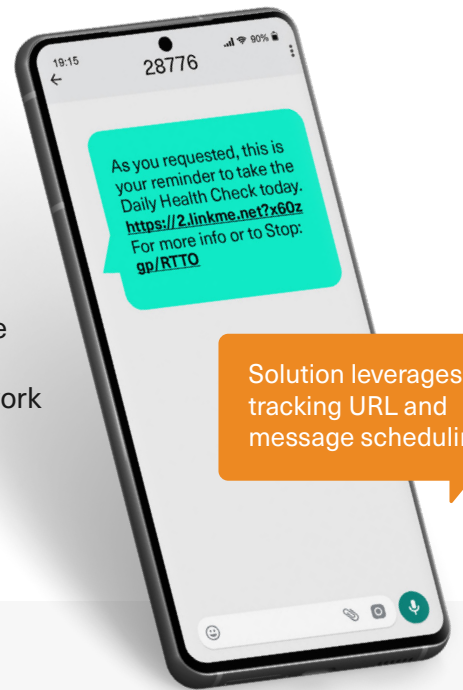 19:15
90%
28776
As you requested, this is
your reminder to take the
Daily Health Check today.
https://2.linkme.net?x60z
For more info or to Stop:
gp/RTTO
ork
Solution leverages
tracking URL and
message schedulin